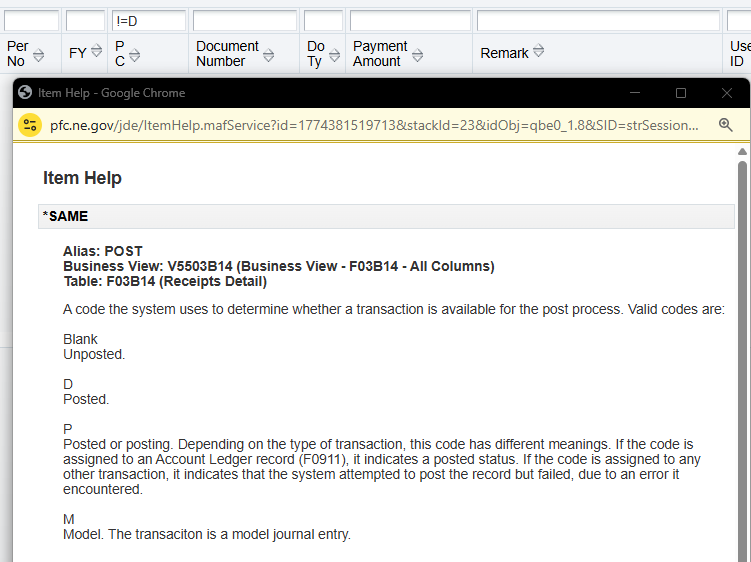 !=D
Per No
FY
P C
Document Number
Do Ty
Payment Amount
Remark
Use ID
Item Help - Google Chrome
pfc.ne.gov/jde/ItemHelp.mafService?id=1774381519713&stackId=23&idObj=qbe0_1.8&SID=strSession...
Item Help
*SAME
Alias: POST
Business View: V5503B14 (Business View - F03B14 - All Columns)
Table: F03B14 (Receipts Detail)
A code the system uses to determine whether a transaction is available for the post process. Valid codes are:
Blank
Unposted.
D
Posted.
P
Posted or posting. Depending on the type of transaction, this code has different meanings. If the code is
assigned to an Account Ledger record (F0911), it indicates a posted status. If the code is assigned to any
other transaction, it indicates that the system attempted to post the record but failed, due to an error it
encountered.
M
Model. The transaciton is a model journal entry.